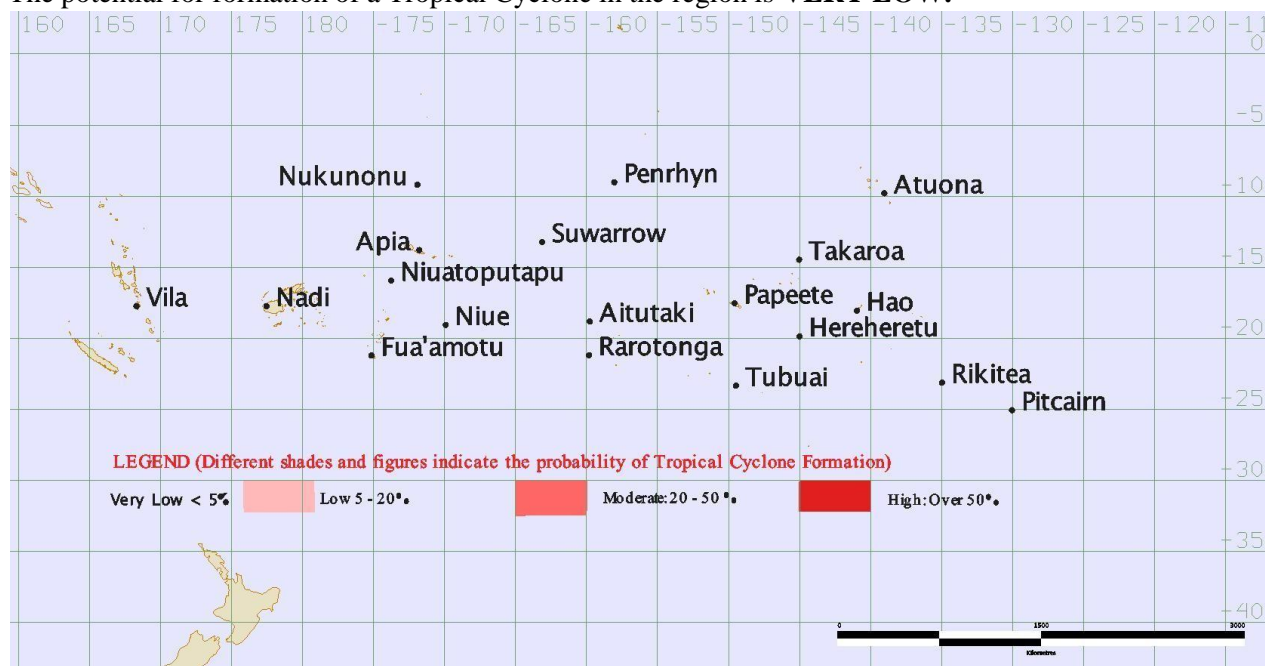 The potential for formation of a Tropical Cyclone in the region is VERY LOW.
160 165 170 175 180 -175 -170 -165 -160 -155 -150 -145 -140 -135 -130 -125 -120 -11
0
-5
Nukunonu Penrhyn Atuona
-10
Apia Suwarrow Takaroa
-15
Niuatoputapu
Vila Nadi Niue Aitutaki Papeete Hao
Hereheretu
-20
Fua'amotu Rarotonga
Tubuai Rikitea
Pitcairn
-25
LEGEND (Different shades and figures indicate the probability of Tropical Cyclone Formation)
-30
Very Low < 5% Low 5 - 20% Moderate: 20 - 50 % High: Over 50%
-35
-40
0 1500 3000
Kilometres